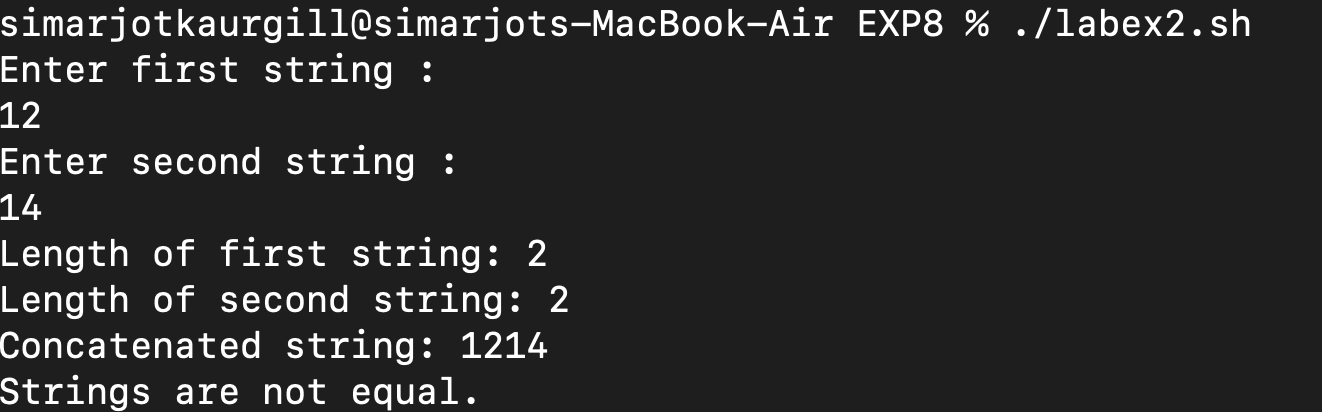 simarjotkaurgill@simarjots-MacBook-Air EXP8 % ./labex2.sh
Enter first string :
12
Enter second string :
14
Length of first string: 2
Length of second string: 2
Concatenated string: 1214
Strings are not equal.